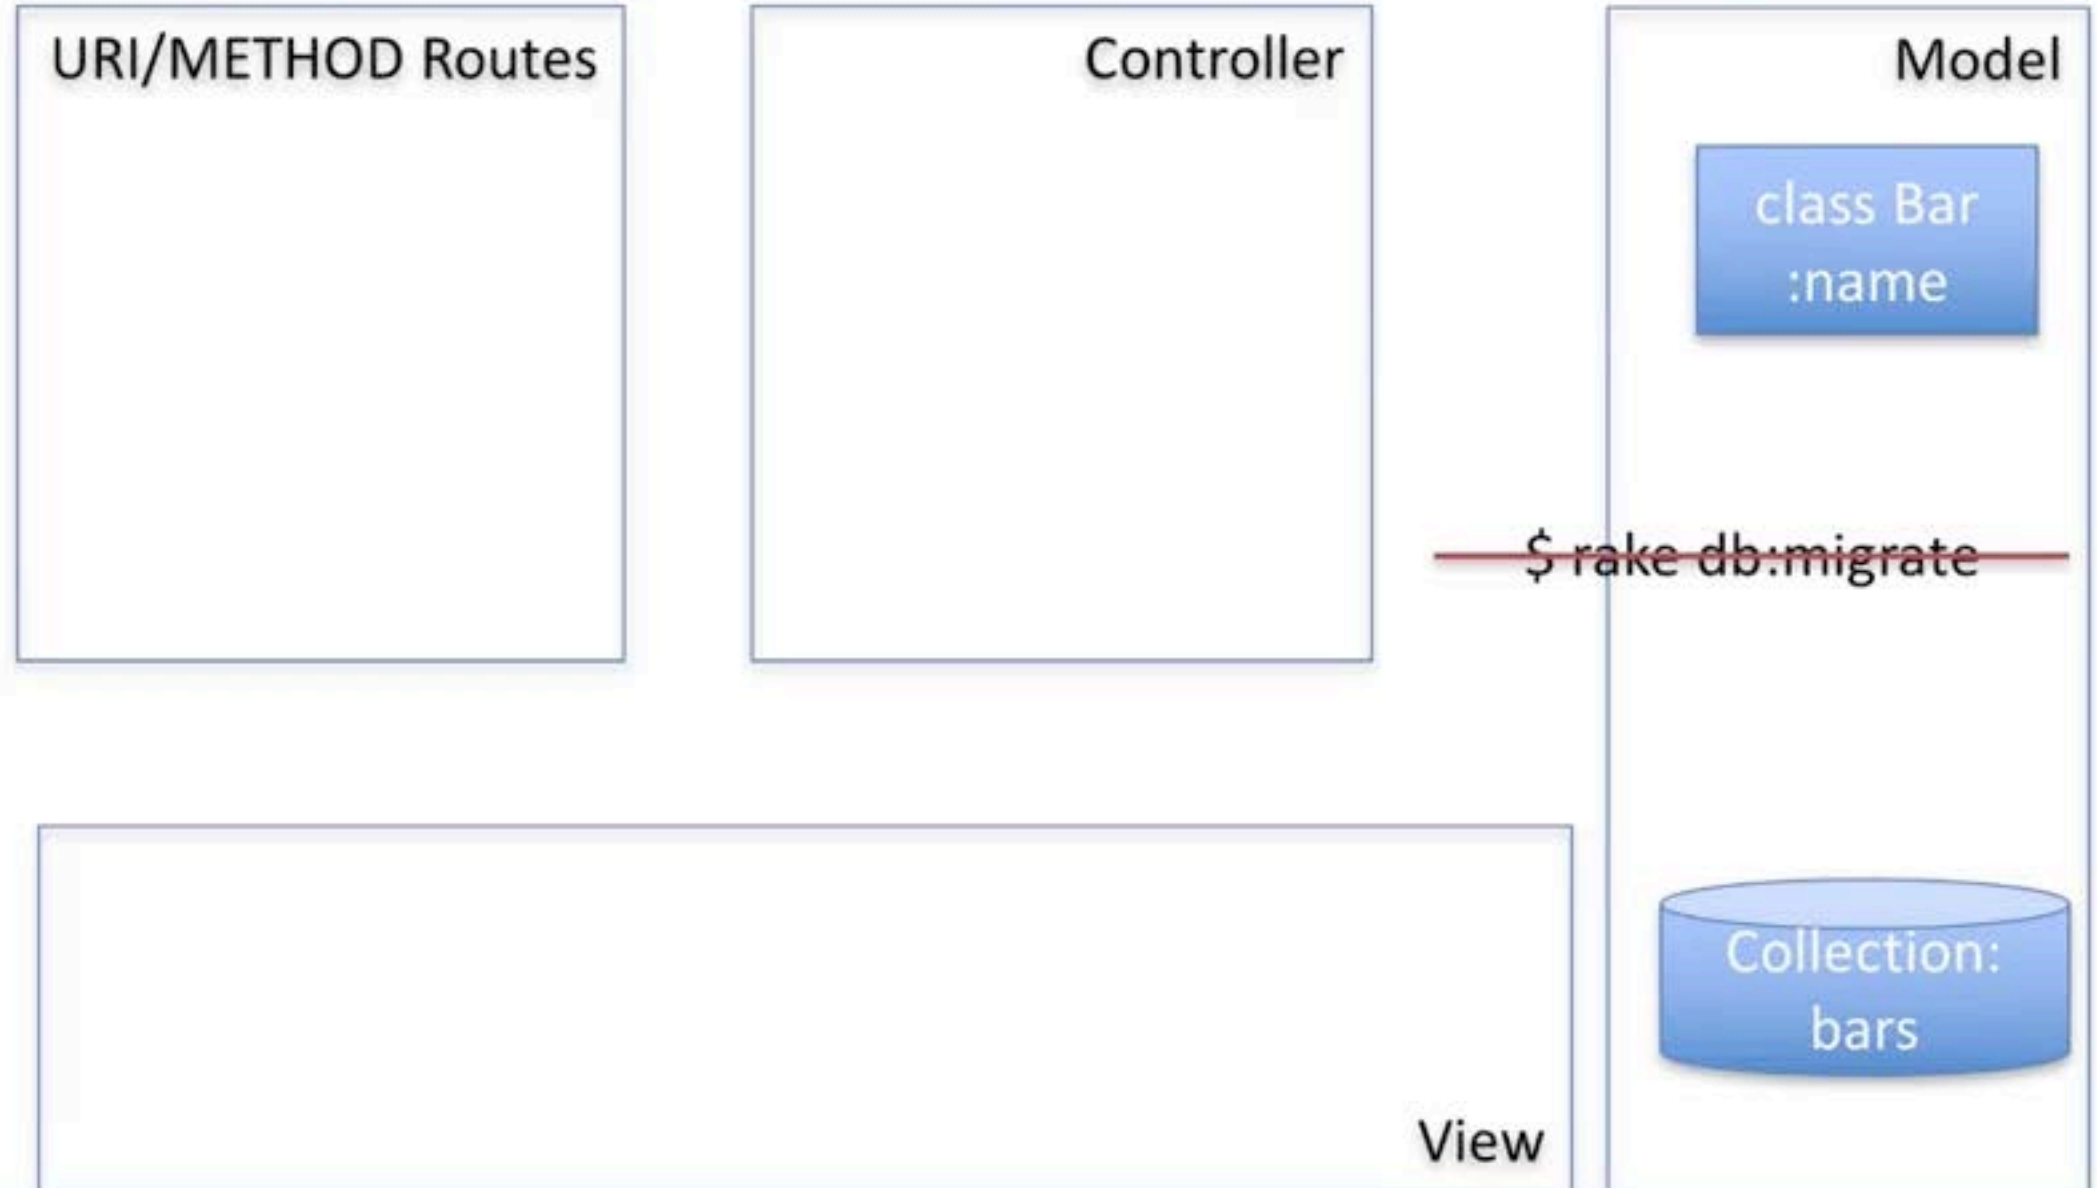 URI/METHOD Routes
Controller
Model
class Bar
:name
$ rake db:migrate
Collection:
bars
View